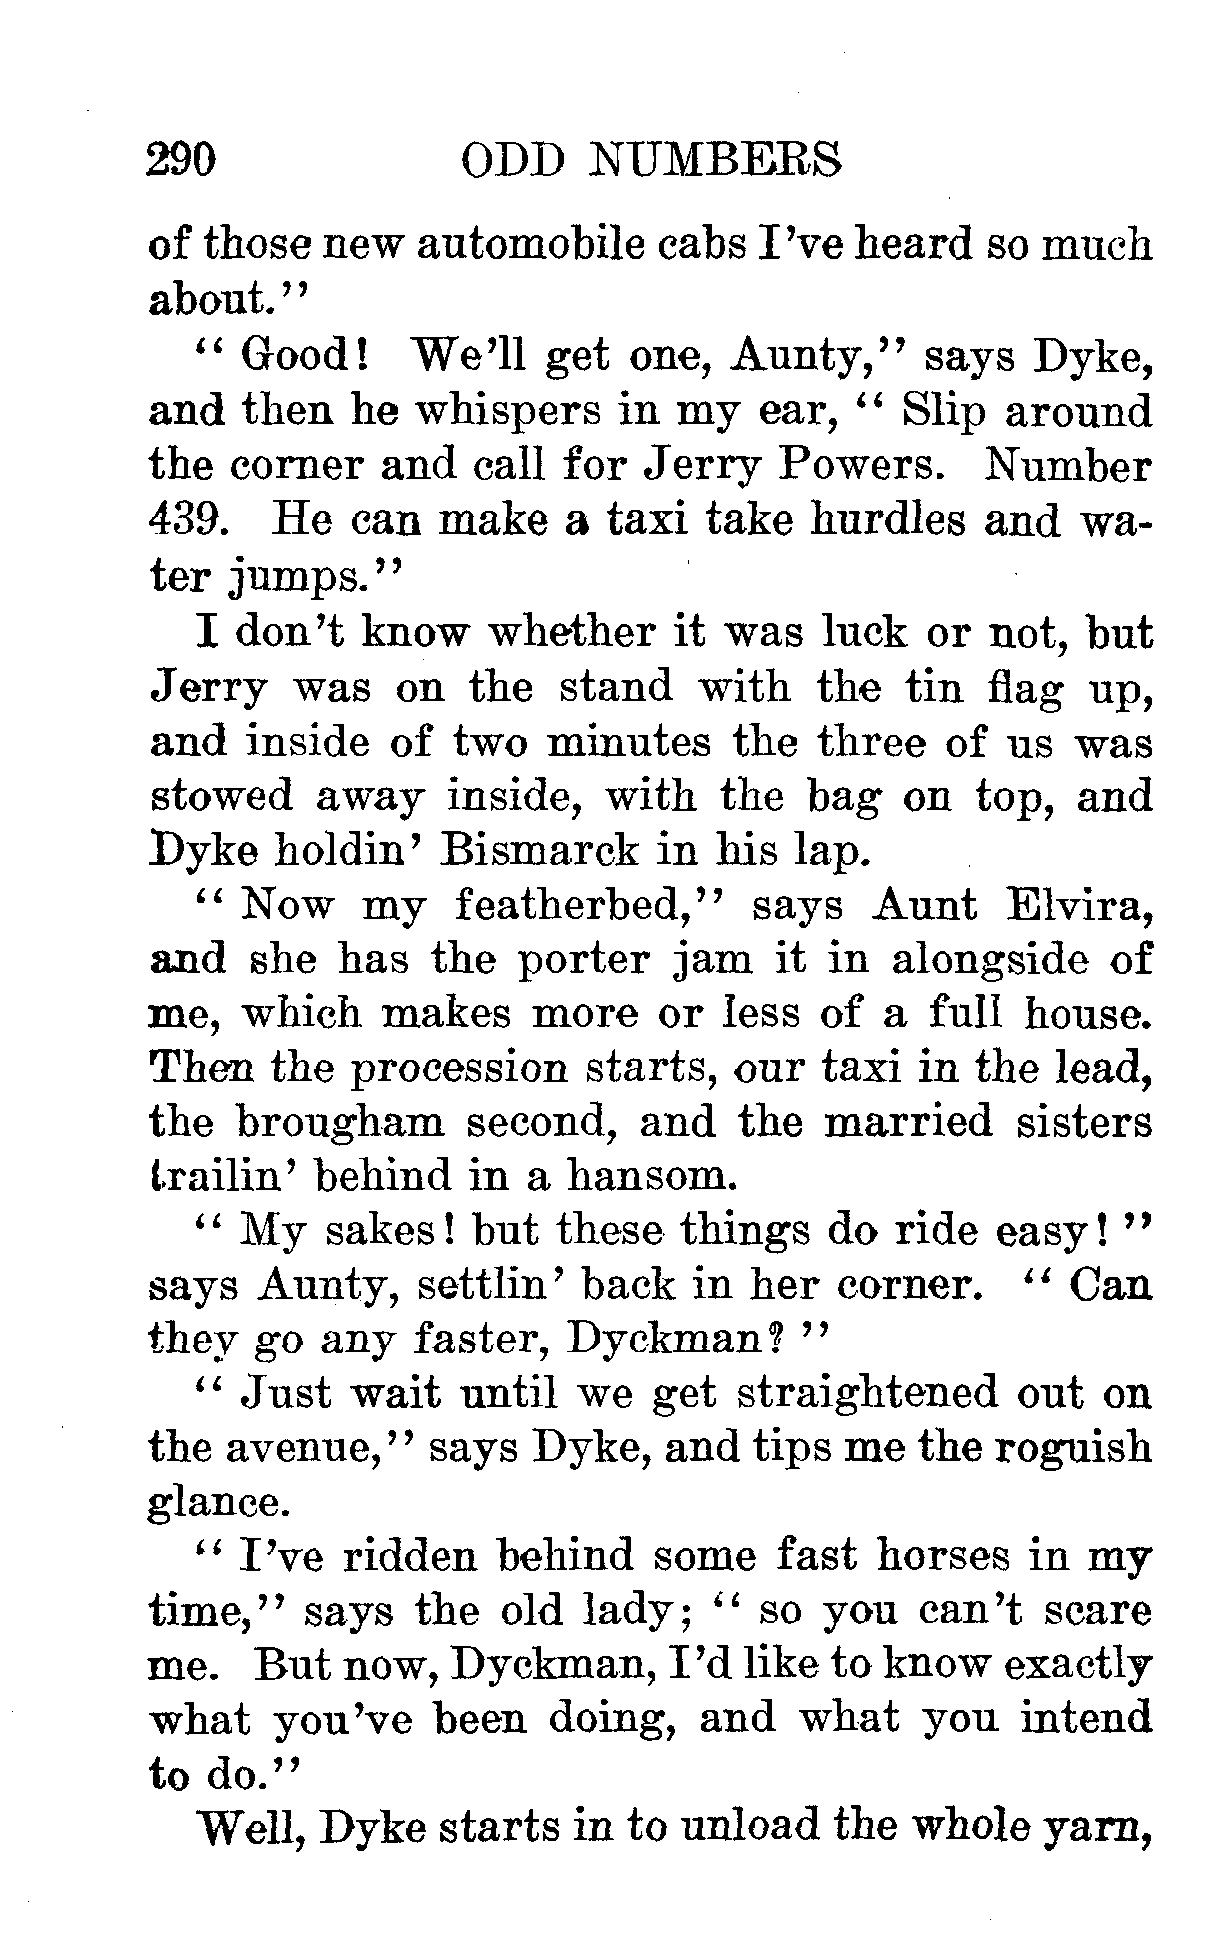 290 ODD NUMBERS
of those new automobile cabs I've heard so much
about."
" Good! We'll get one, Aunty," says Dyke,
and then he whispers in my ear, " Slip around
the corner and call for Jerry Powers. Number
439. He can make a taxi take hurdles and wa-
ter jumps."
I don't know whether it was luck or not, but
Jerry was on the stand with the tin flag up,
and inside of two minutes the three of us was
stowed away inside, with the bag on top, and
Dyke holdin' Bismarck in his lap.
" Now my featherbed," says Aunt Elvira,
and she has the porter jam it in alongside of
me, which makes more or less of a full house.
Then the procession starts, our taxi in the lead,
the brougham second, and the married sisters
trailin' behind in a hansom.
" My sakes! but these things do ride easy! "
says Aunty, settlin' back in her corner. " Can
they go any faster, Dyckman? "
" Just wait until we get straightened out on
the avenue," says Dyke, and tips me the roguish
glance.
" I've ridden behind some fast horses in my
time," says the old lady; " so you can't scare
me. But now, Dyckman, I'd like to know exactly
what you've been doing, and what you intend
to do."
Well, Dyke starts in to unload the whole yarn,